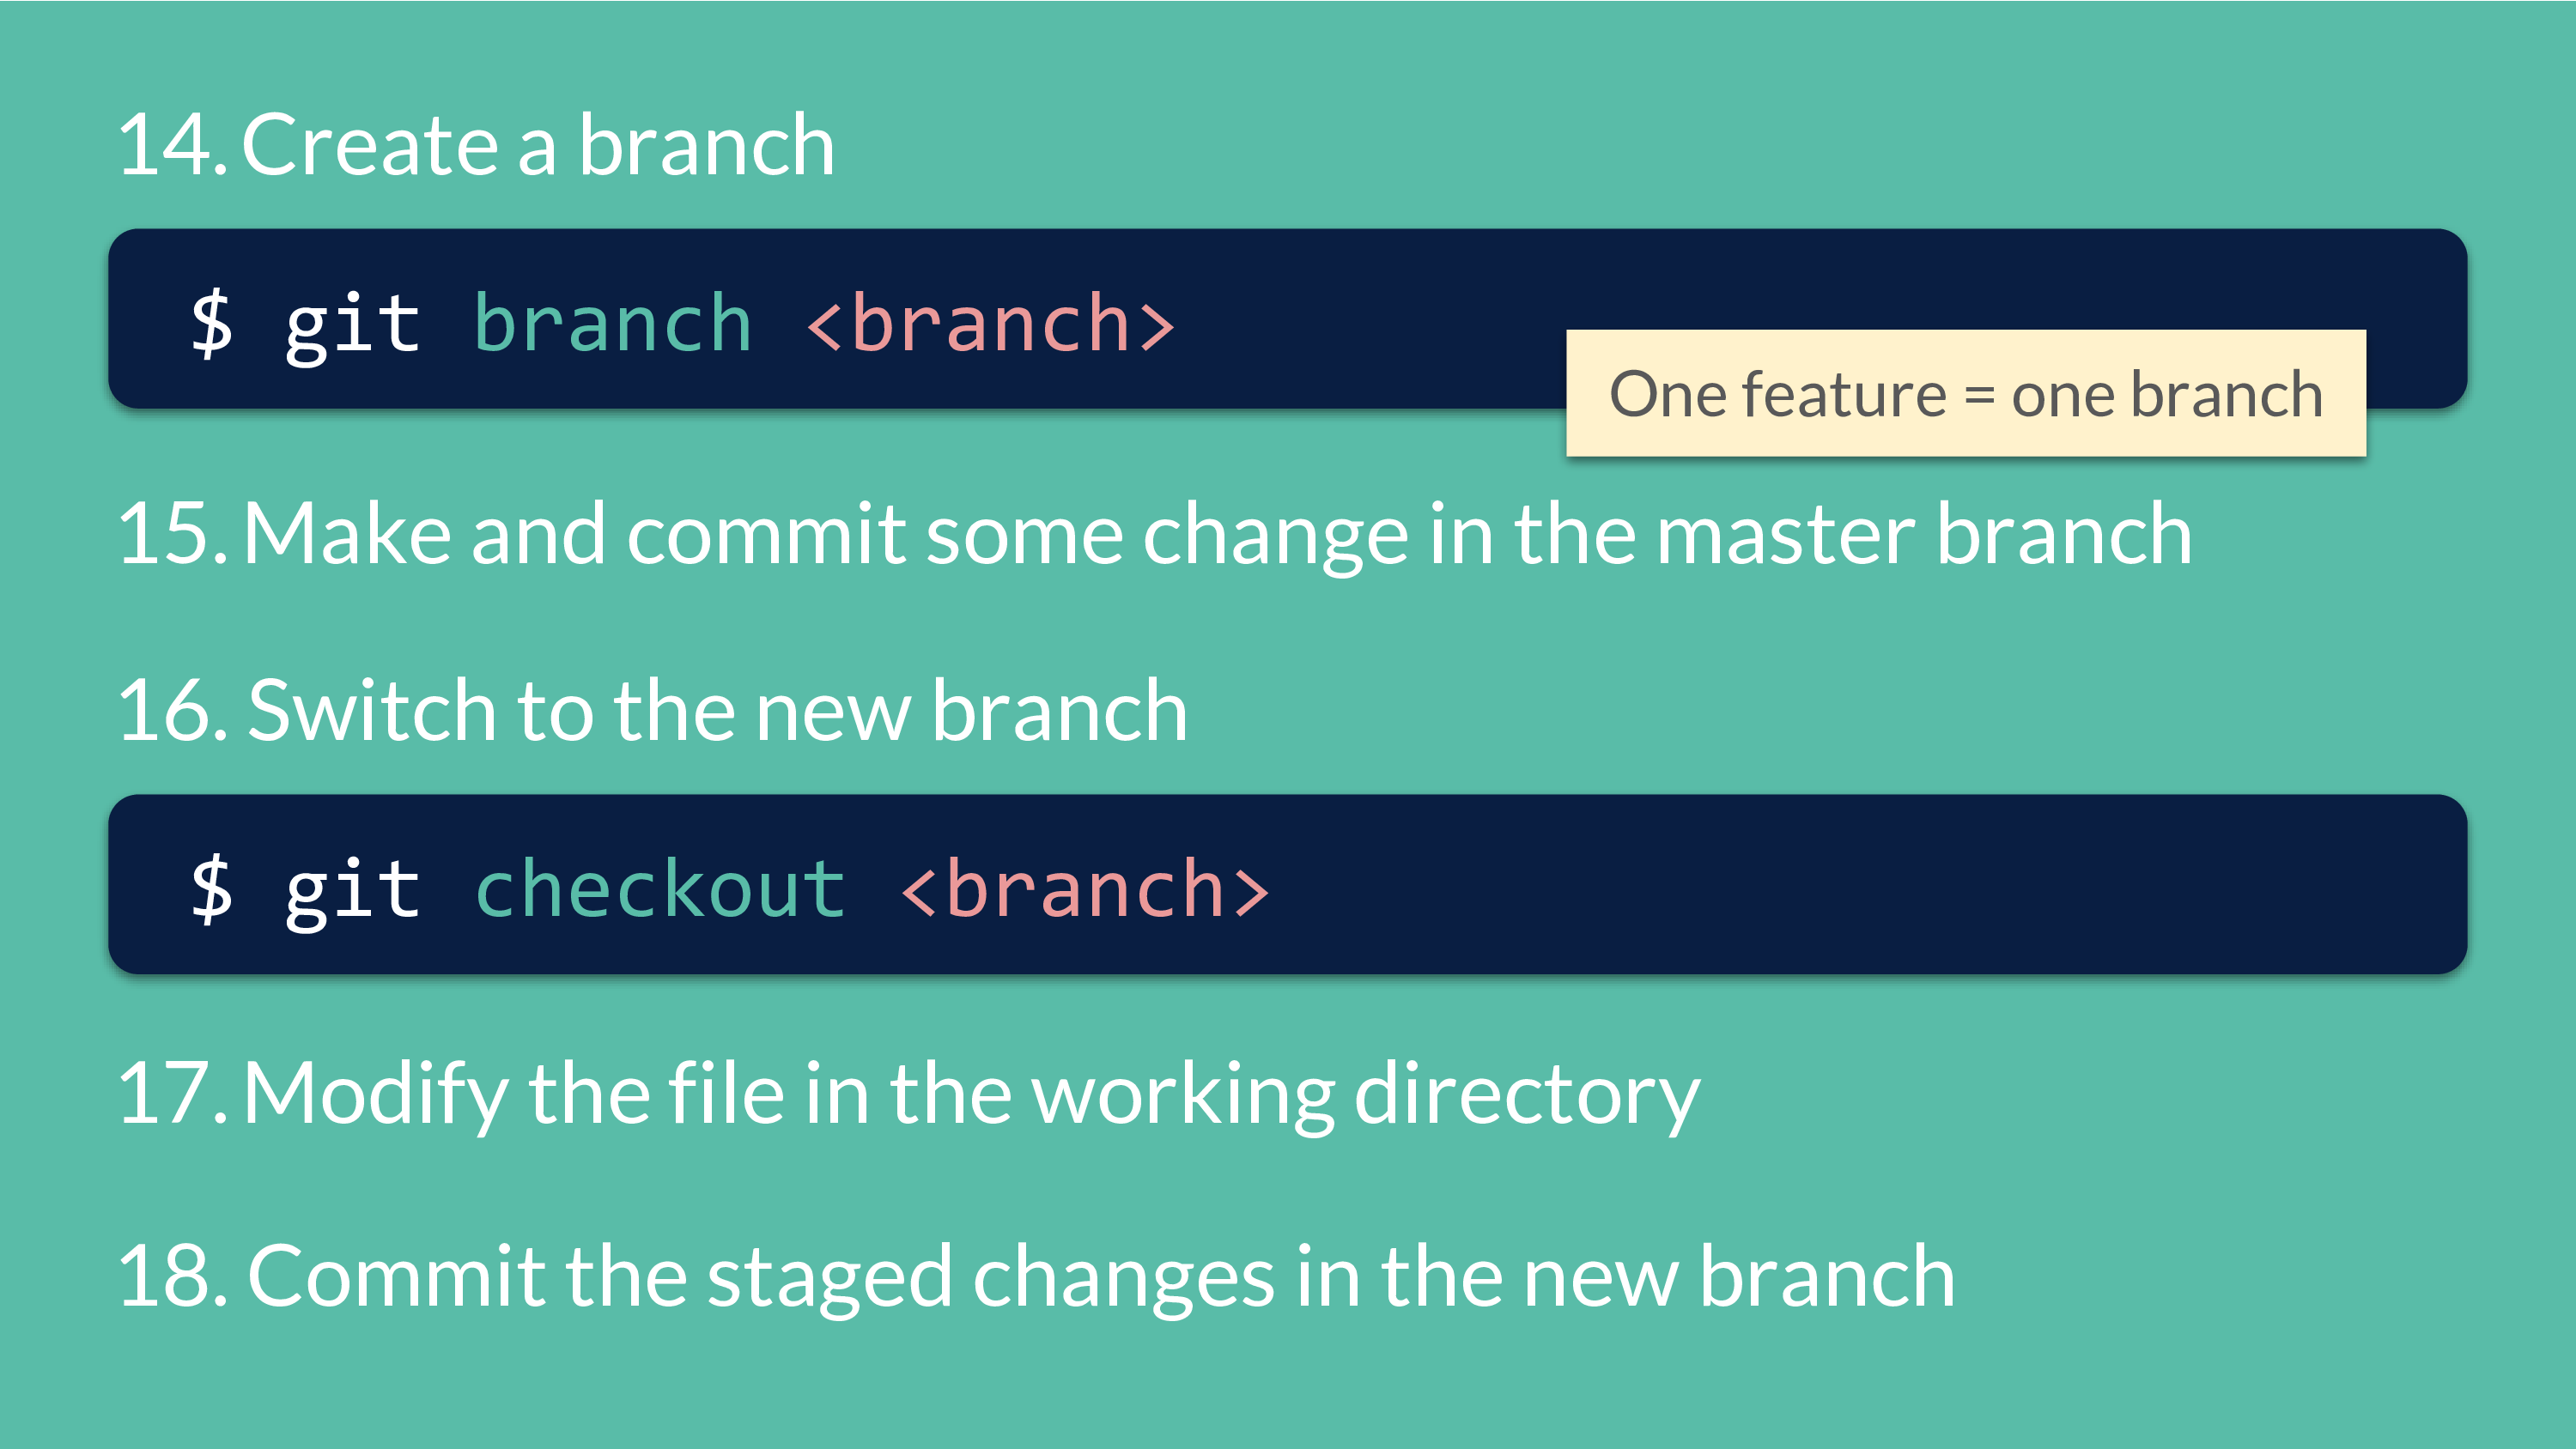 14. Create a branch
$ git branch <branch>
One feature = one branch
15. Make and commit some change in the master branch
16. Switch to the new branch
$ git checkout <branch>
17. Modify the file in the working directory
18. Commit the staged changes in the new branch